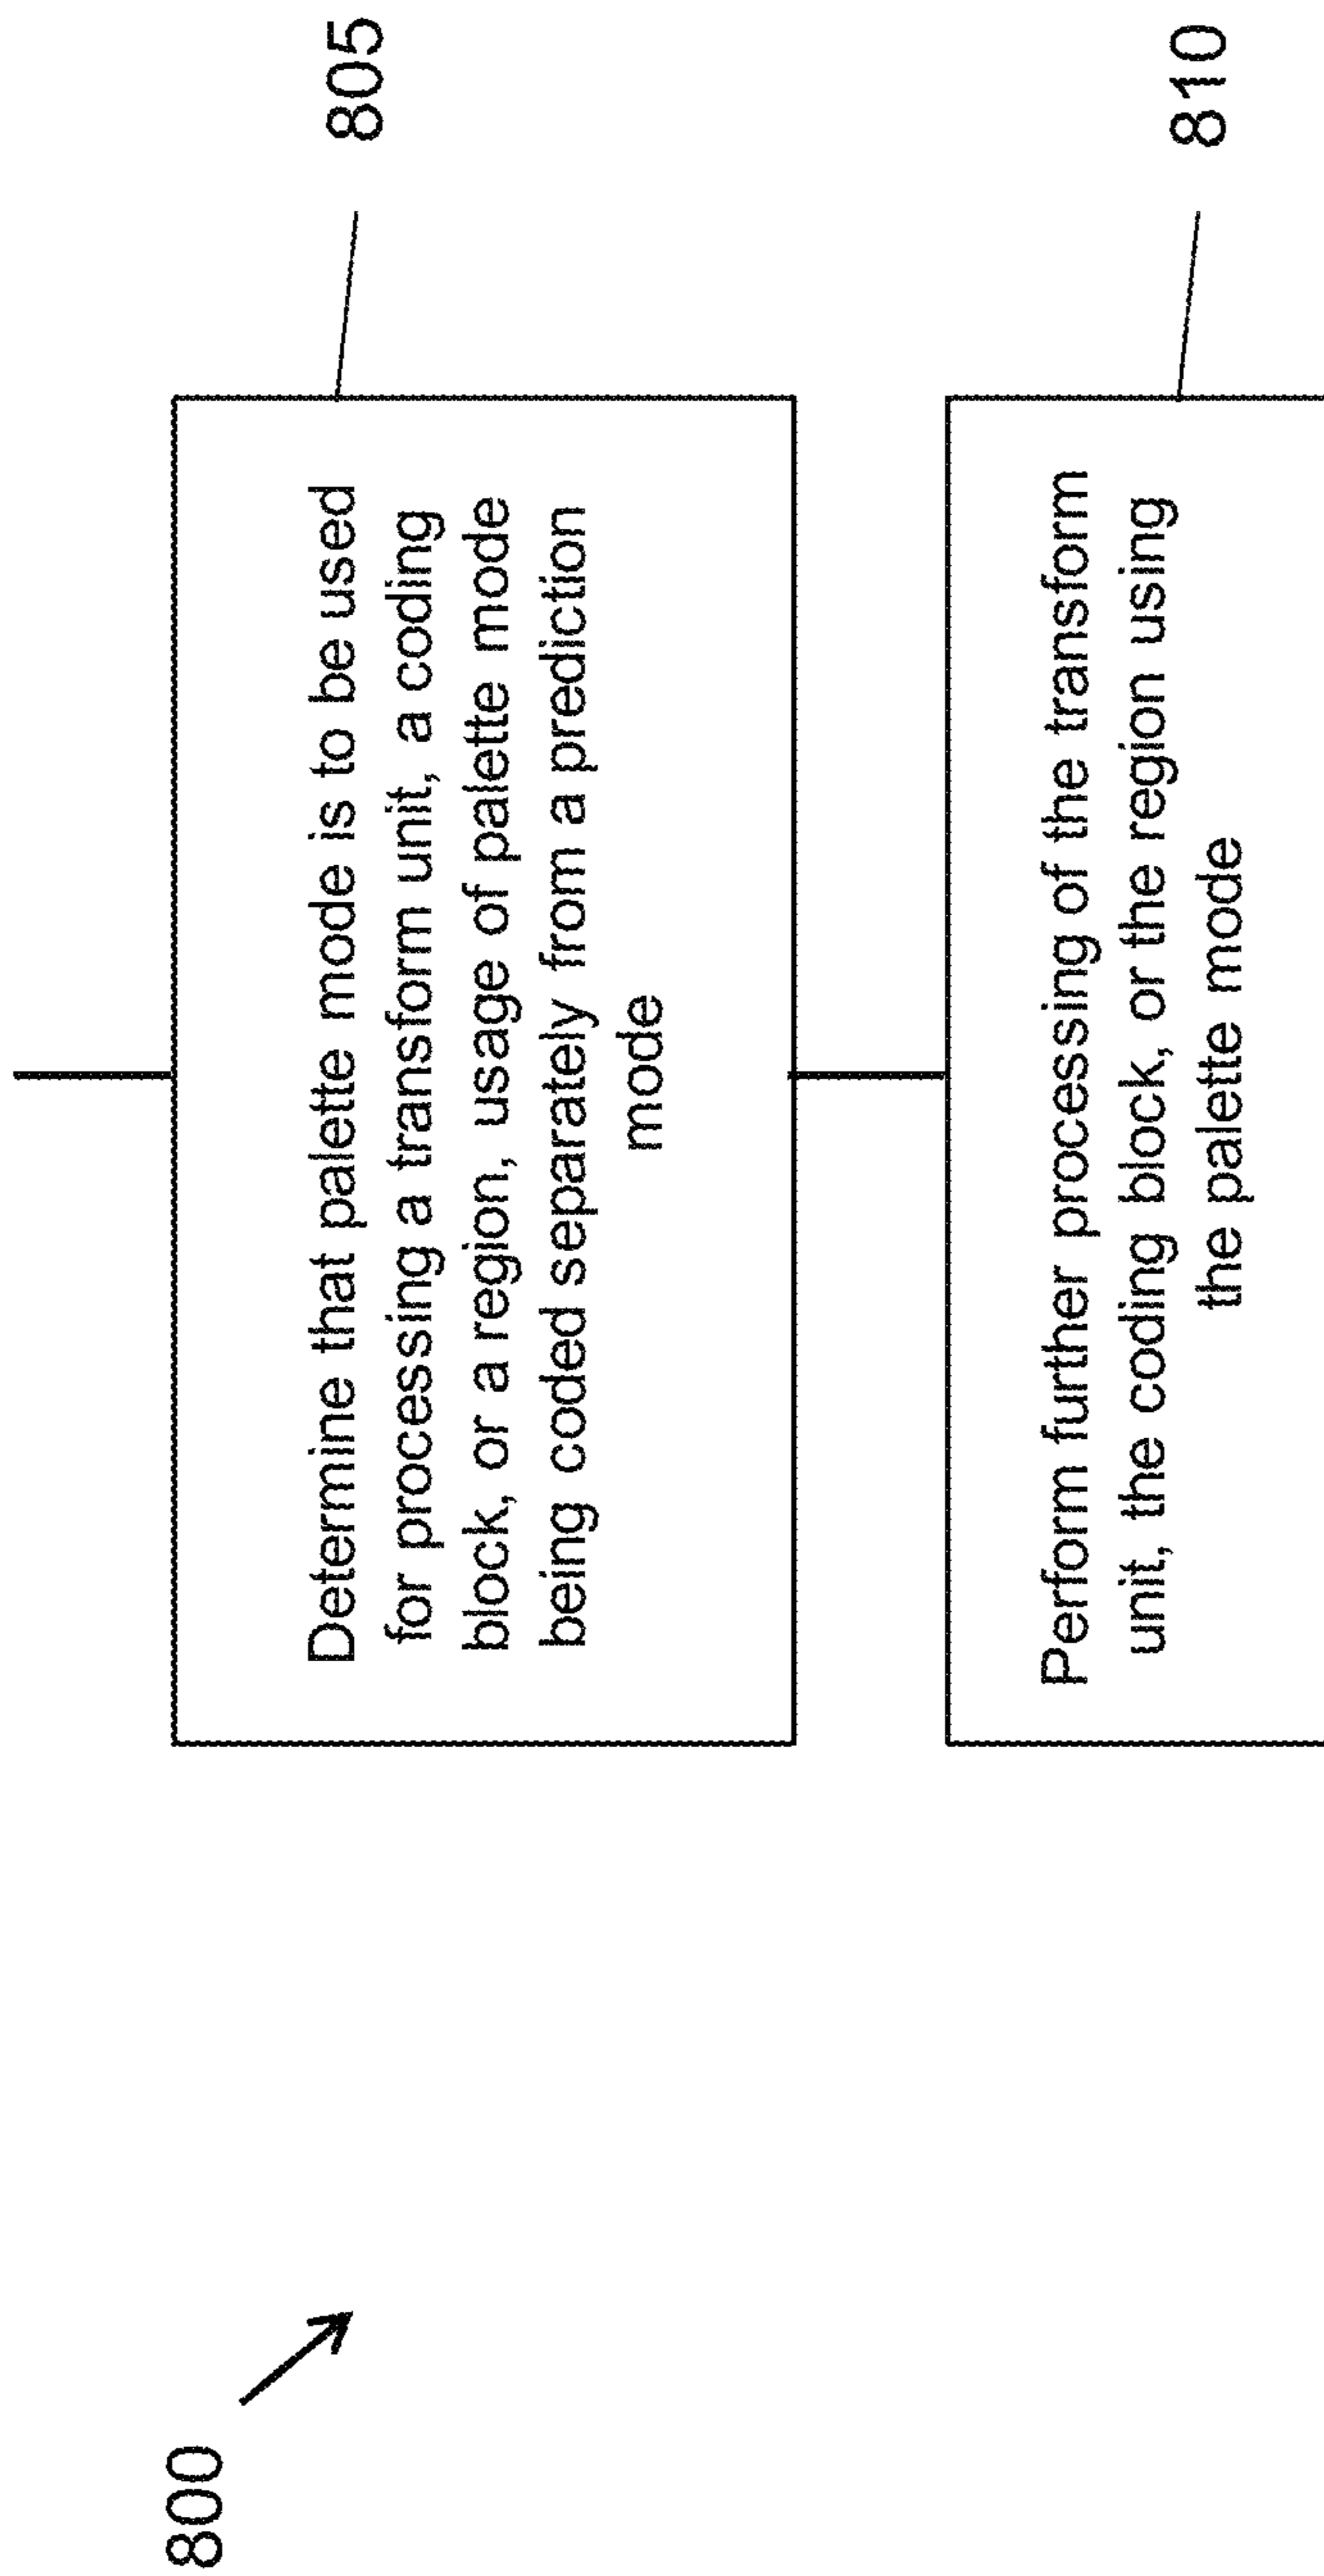 800
Determine that palette mode is to be used
for processing a transform unit, a coding
block, or a region, usage of palette mode
being coded separately from a prediction
mode
805
Perform further processing of the transform
unit, the coding block, or the region using
the palette mode
810